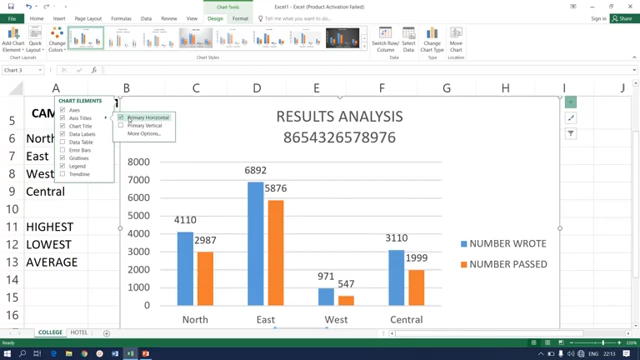 Excel1 - Excel (Product Activation Failed)
Chart Tools
File Home Insert Page Layout Formulas Data Review View Design Format Tell me what you want to do... Sign in Share
Add Chart Element
Quick Layout
Change Colors
Switch Row/Column
Select Data
Change Chart Type
Move Chart
Chart Layouts
Chart Styles
Data
Type
Location
Chart 3
fx
A B C D E F G H I J
CHART ELEMENTS
Axes
Axis Titles
Chart Title
Data Labels
Data Table
Error Bars
Gridlines
Legend
Trendline
Primary Horizontal
Primary Vertical
More Options...
5 CAM
6 North
7 East
8 West
9 Central
10
11 HIGHEST
12 LOWEST
13 AVERAGE
14
15
16
RESULTS ANALYSIS
8654326578976
8000
7000
6000
5000
4000
3000
2000
1000
0
4110 2987
6892 5876
971 547
3110 1999
North East West Central
NUMBER WROTE
NUMBER PASSED
COLLEGE HOTEL
220%
22:13